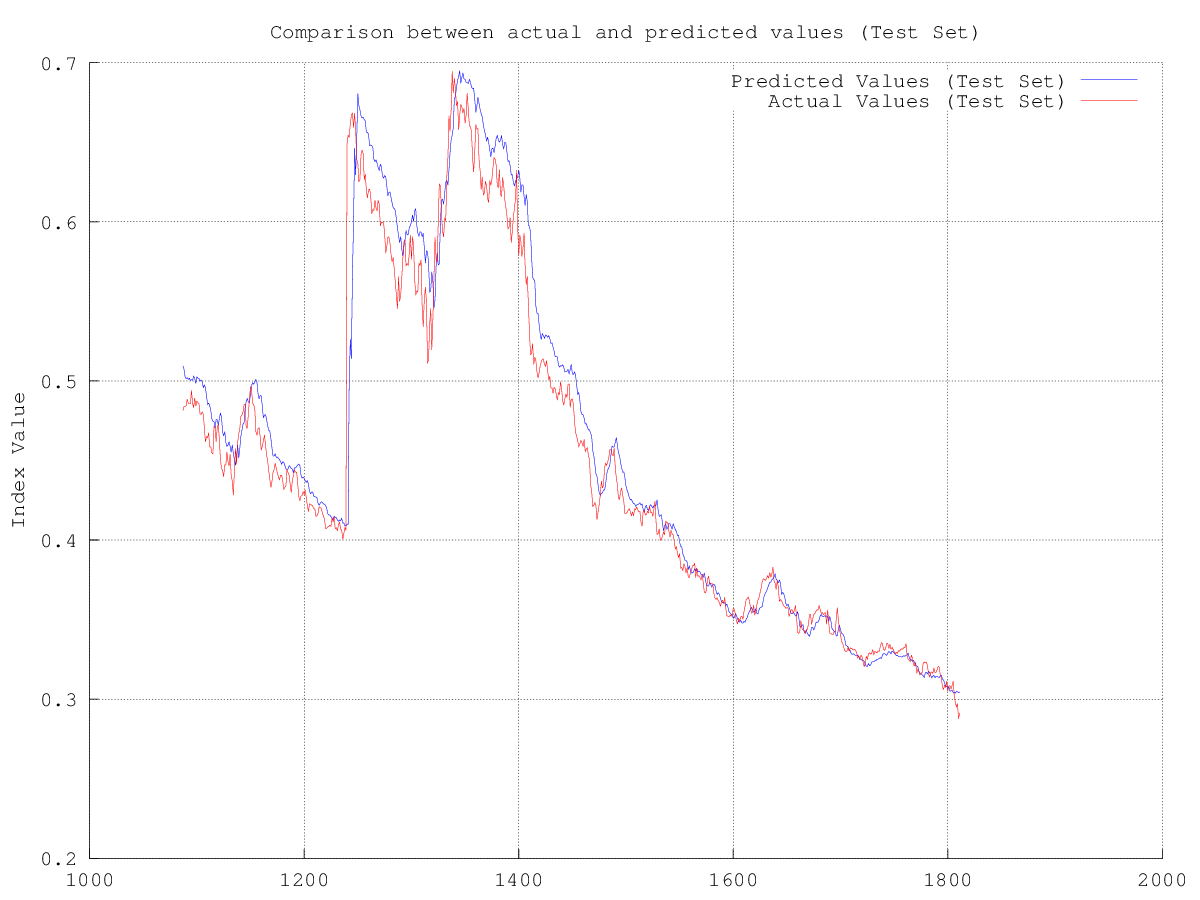 Comparison between actual and predicted values (Test Set)
0.7
Predicted Values (Test Set)
Actual Values (Test Set)
0.6
0.5
Index Value
0.4
0.3
0.2
1000 1200 1400 1600 1800 2000